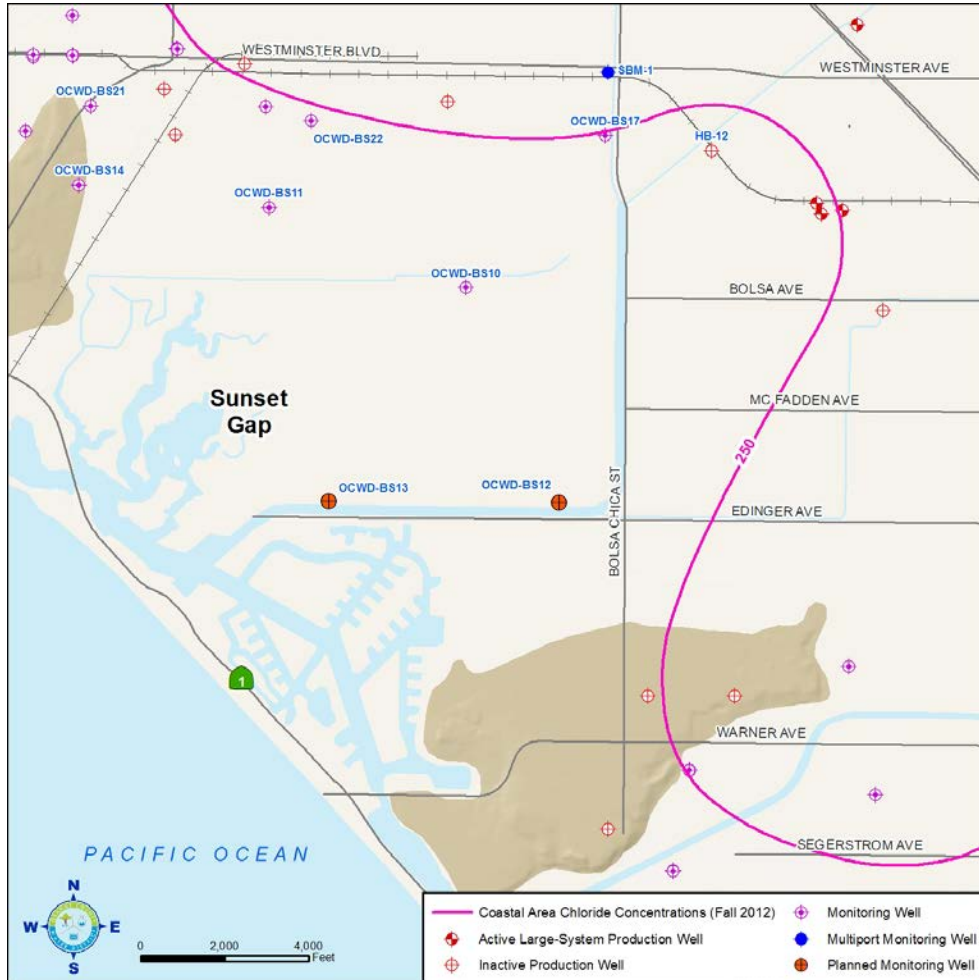 WESTMINSTER BLVD
SBM-1
WESTMINSTER AVE
OCWD-BS21
OCWD-BS22
OCWD-BS17
HB-12
OCWD-BS14
OCWD-BS11
OCWD-BS10
BOLSA AVE
Sunset
Gap
MC FADDEN AVE
250
OCWD-BS13
OCWD-BS12
BOLSA CHICA ST
EDINGER AVE
1
WARNER AVE
SEGERSTROM AVE
PACIFIC OCEAN
N
W
E
S
0 2,000 4,000
Feet
Coastal Area Chloride Concentrations (Fall 2012)
Active Large-System Production Well
Inactive Production Well
Monitoring Well
Multiport Monitoring Well
Planned Monitoring Well